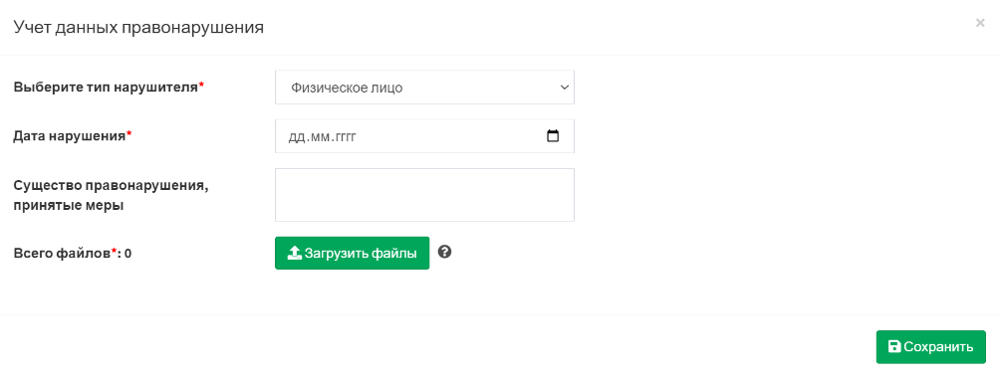 Учет данных правонарушения
×
Выберите тип нарушителя*
Физическое лицо
Дата нарушения*
дд.мм.гггг
Существо правонарушения,
принятые меры
Всего файлов*: 0
Загрузить файлы
?
Сохранить